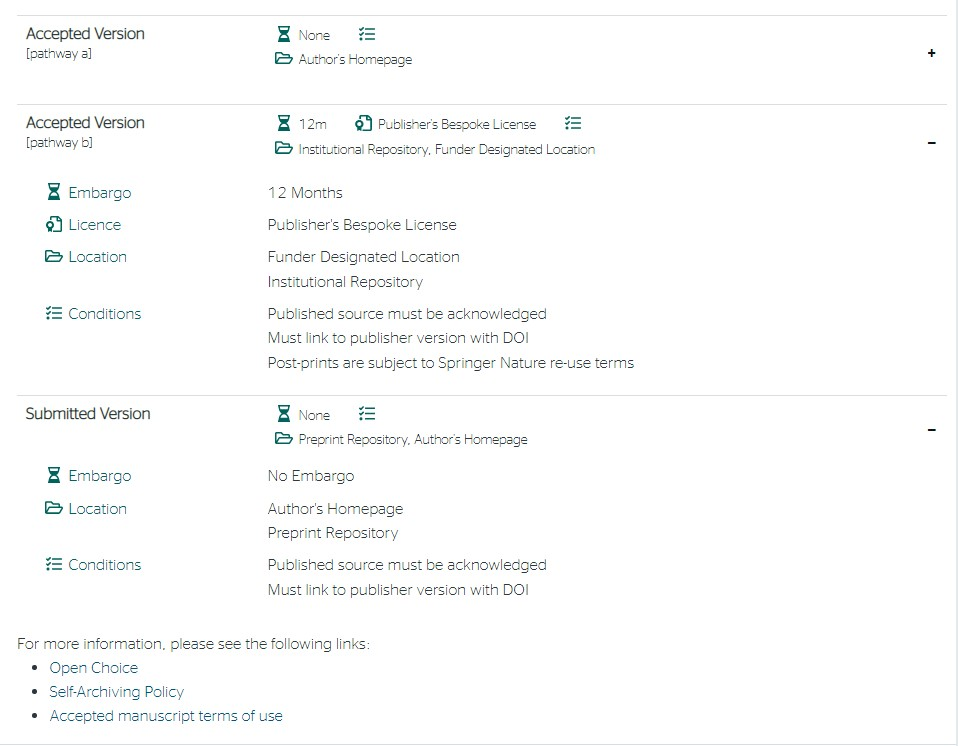 Accepted Version
[pathway a]
None
Author's Homepage
+
Accepted Version
[pathway b]
12m Publisher's Bespoke License
Institutional Repository, Funder Designated Location
–
Embargo 12 Months
Licence Publisher's Bespoke License
Location Funder Designated Location
Institutional Repository
Conditions Published source must be acknowledged
Must link to publisher version with DOI
Post-prints are subject to Springer Nature re-use terms
Submitted Version
None
Preprint Repository, Author's Homepage
–
Embargo No Embargo
Location Author's Homepage
Preprint Repository
Conditions Published source must be acknowledged
Must link to publisher version with DOI
For more information, please see the following links:
• Open Choice
• Self-Archiving Policy
• Accepted manuscript terms of use